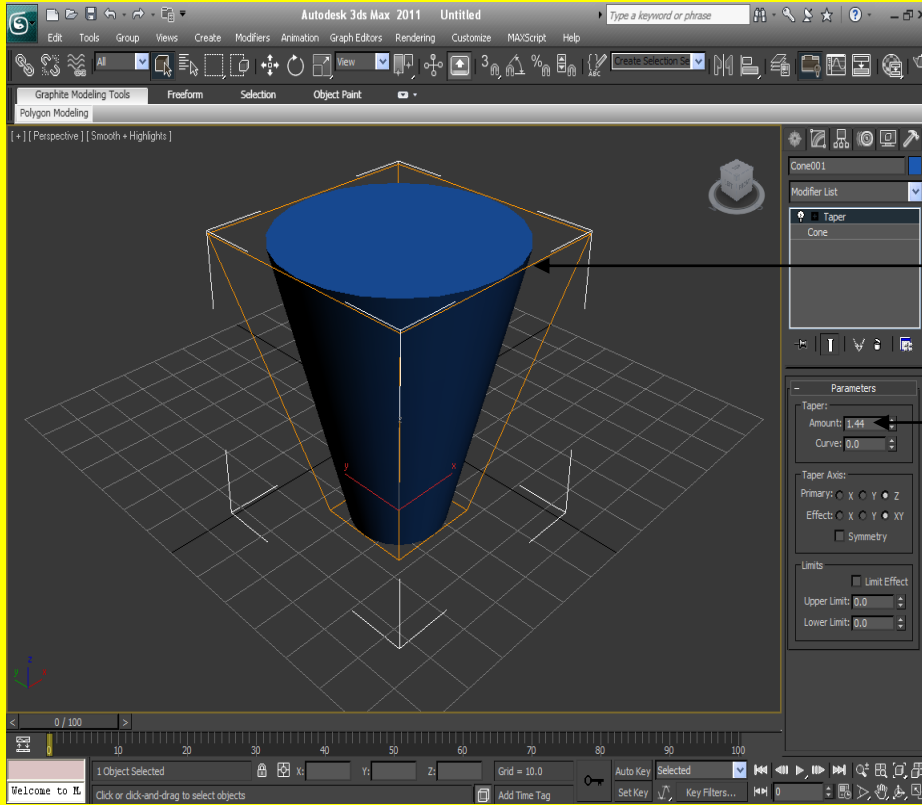 Autodesk 3ds Max 2011 Untitled
Type a keyword or phrase
Edit Tools Group Views Create Modifiers Animation Graph Editors Rendering Customize MAXScript Help
All
View
Create Selection Se
Graphite Modeling Tools Freeform Selection Object Paint
Polygon Modeling
[ + ] [ Perspective ] [ Smooth + Highlights ]
Cone001
Modifier List
Taper
Cone
Parameters
Taper:
Amount: 1.44
Curve: 0.0
Taper Axis:
Primary: X Y Z
Effect: X Y XY
Symmetry
Limits
Limit Effect
Upper Limit: 0.0
Lower Limit: 0.0
y x
z
y
0 / 100
0 10 20 30 40 50 60 70 80 90 100
1 Object Selected X: Y: Z: Grid = 10.0 Auto Key Selected
Welcome to M. Click or click-and-drag to select objects Add Time Tag Set Key Key Filters... 0